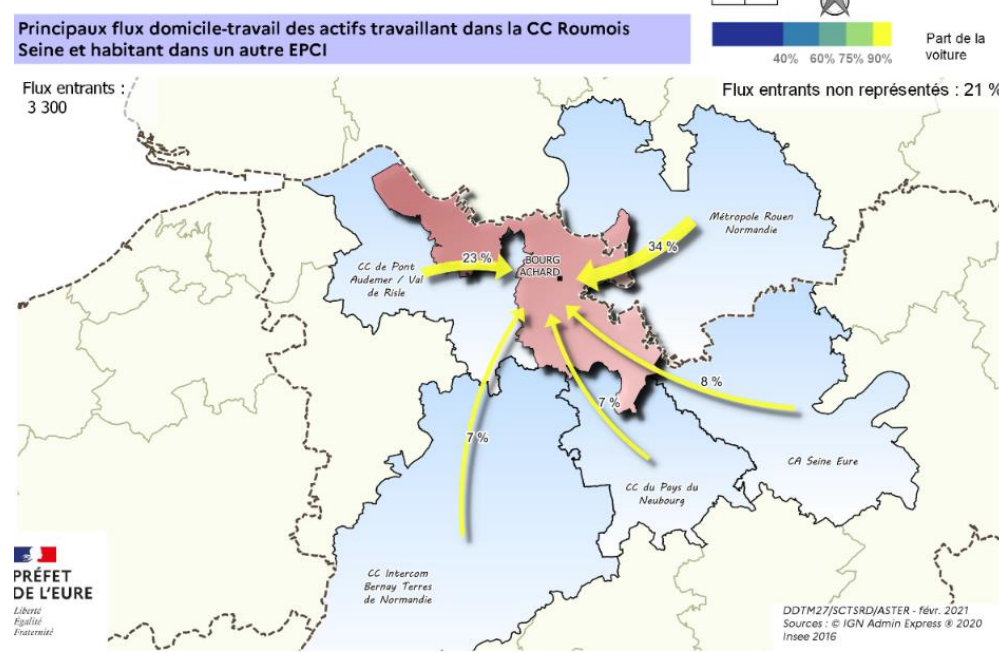 Principaux flux domicile-travail des actifs travaillant dans la CC Roumois
Seine et habitant dans un autre EPCI
40% 60% 75% 90%
Part de la
voiture
Flux entrants :
3 300
Flux entrants non représentés : 21 %
Métropole Rouen
Normandie
34 %
23 %
BOURG
ACHARD
CC de Pont
Audemer / Val
de Risle
8 %
7 %
7 %
CA Seine Eure
CC du Pays du
Neubourg
CC Intercom
Bernay Terres
de Normandie
PRÉFET
DE L'EURE
Liberté
Égalité
Fraternité
DDTM27/SCTSRD/ASTER - févr. 2021
Sources : © IGN Admin Express ® 2020
Insee 2016